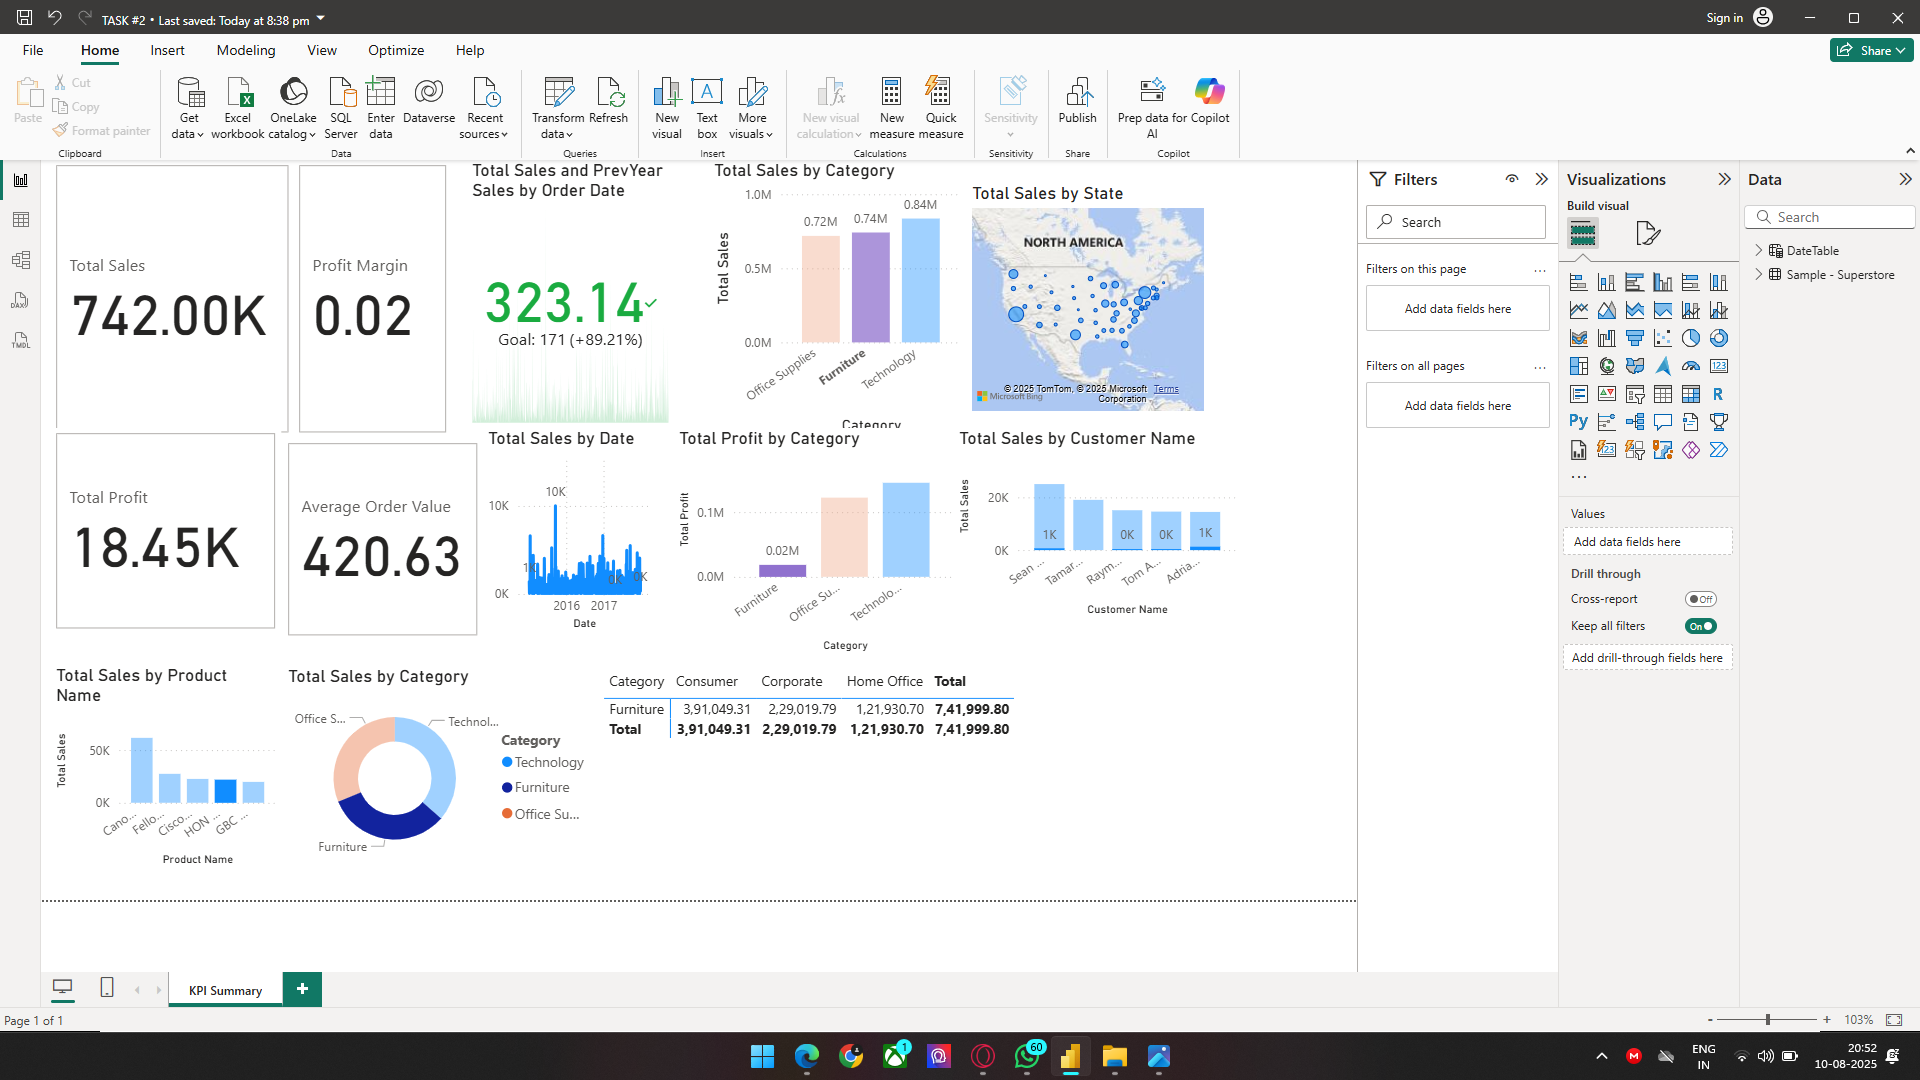 TASK #2 • Last saved: Today at 8:38 pm
Sign in
File
Home
Insert
Modeling
View
Optimize
Help
Share
Paste
Cut
Copy
Format painter
Clipboard
Get data
Excel workbook
OneLake catalog
SQL Server
Enter data
Dataverse
Recent sources
Data
Transform data
Refresh
Queries
New visual
Text box
More visuals
Insert
New visual calculation
New measure
Quick measure
Calculations
Sensitivity
Sensitivity
Publish
Share
Prep data for AI
Copilot
Copilot
DAX
TMDL
Total Sales
742.00K
Profit Margin
0.02
Total Sales and PrevYear
Sales by Order Date
323.14
Goal: 171 (+89.21%)
Total Sales by Category
Total Sales
1.0M
0.5M
0.0M
0.72M
0.74M
0.84M
Office Supplies
Furniture
Technology
Category
Total Sales by State
NORTH AMERICA
© 2025 TomTom, © 2025 Microsoft Corporation
Terms
Microsoft Bing
Total Profit
18.45K
Average Order Value
420.63
Total Sales by Date
10K
0K
10K
1K
0K
0K
2016
2017
Date
Total Profit by Category
Total Profit
0.1M
0.0M
0.02M
Furniture
Office Su...
Technolo...
Category
Total Sales by Customer Name
Total Sales
20K
0K
1K
0K
0K
1K
Sean ...
Tamar...
Raym...
Tom A...
Adria...
Customer Name
Total Sales by Product
Name
Total Sales
50K
0K
Cano...
Fello...
Cisco...
HON ...
GBC ...
Product Name
Total Sales by Category
Office S...
Technol...
Furniture
Category
Technology
Furniture
Office Su...
Category Consumer Corporate Home Office Total
Furniture 3,91,049.31 2,29,019.79 1,21,930.70 7,41,999.80
Total 3,91,049.31 2,29,019.79 1,21,930.70 7,41,999.80
Filters
Search
Filters on this page
...
Add data fields here
Filters on all pages
...
Add data fields here
Visualizations
Build visual
123
R
Py
123
...
Values
Add data fields here
Drill through
Cross-report
Off
Keep all filters
On
Add drill-through fields here
Data
Search
DateTable
Sample - Superstore
KPI Summary
+
Page 1 of 1
- + 103%
1
60
ENG
IN
20:52
10-08-2025